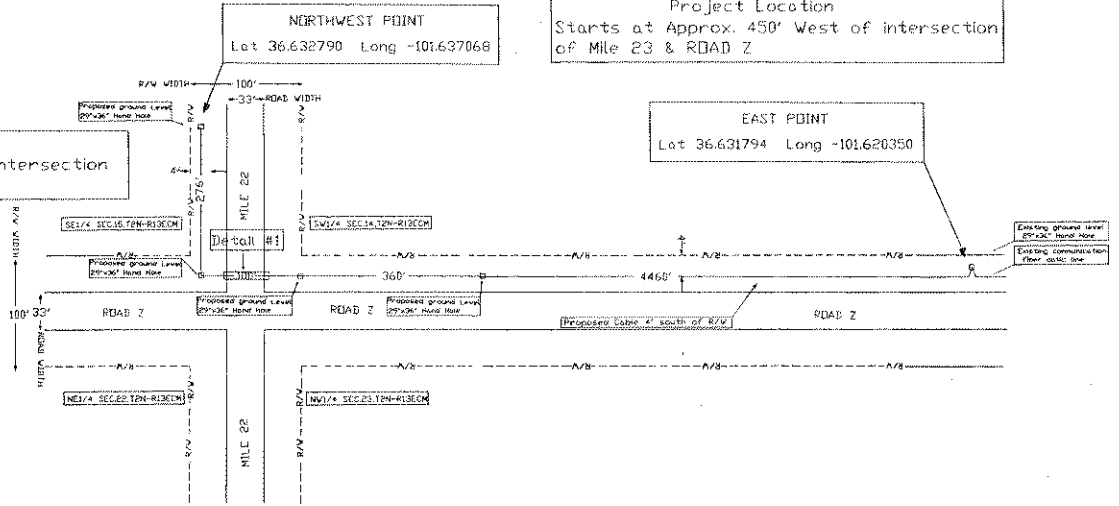 Project Location
Starts at Approx. 450' West of intersection
of Mile 23 & ROAD Z
NORTHWEST POINT
Lat 36.632790 Long -101.637068
R/W WIDTH
100'
33'
ROAD WIDTH
Proposed ground Level
29"x36" Hand Hole
EAST POINT
Lat 36.631794 Long -101.620350
ntersection
R/W
4'
276'
MILE 22
R/W
R/W
R/W WIDTH
SE1/4 SEC.15,T2N-R13ECM
SW1/4 SEC.14,T2N-R13ECM
Detail #1
4'
Existing ground level
29"x36" Hand Hole
R/W
R/W
R/W
R/W
R/W
Proposed ground Level
29"x36" Hand Hole
Existing communication
fiber optic line
360'
4460'
G
Proposed ground Level
29"x36" Hand Hole
Proposed ground Level
29"x36" Hand Hole
100'
33'
ROAD Z
ROAD Z
Proposed Cable 4' south of R/W
ROAD Z
ROAD WIDTH
R/W
R/W
R/W
R/W
R/W
NE1/4 SEC.22,T2N-R13ECM
R/W
NW1/4 SEC.23,T2N-R13ECM
MILE 22
R/W
R/W